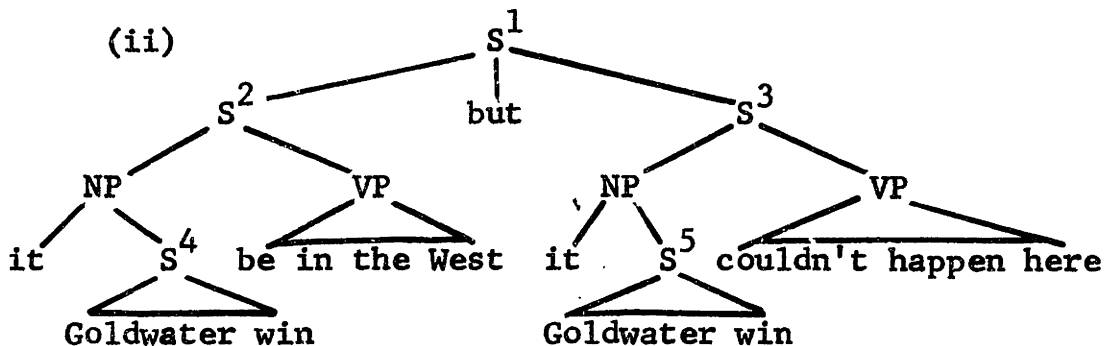 (ii) S1
S2 but S3
NP VP NP VP
it S4 be in the West it S5 couldn't happen here
Goldwater win Goldwater win